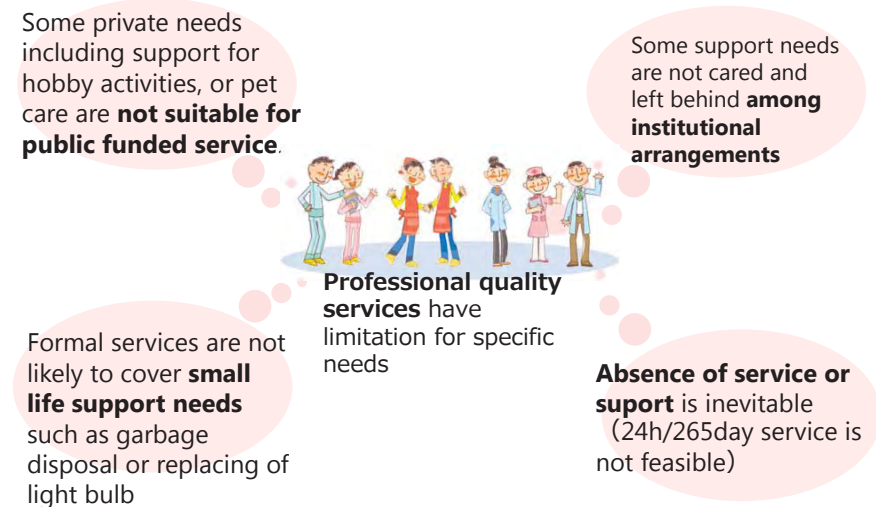 Some private needs
including support for
hobby activities, or pet
care are not suitable for
public funded service.
Some support needs
are not cared and
left behind among
institutional
arrangements
Professional quality
services have
limitation for specific
needs
Formal services are not
likely to cover small
life support needs
such as garbage
disposal or replacing of
light bulb
Absence of service or
suport is inevitable
（24h/265day service is
not feasible）